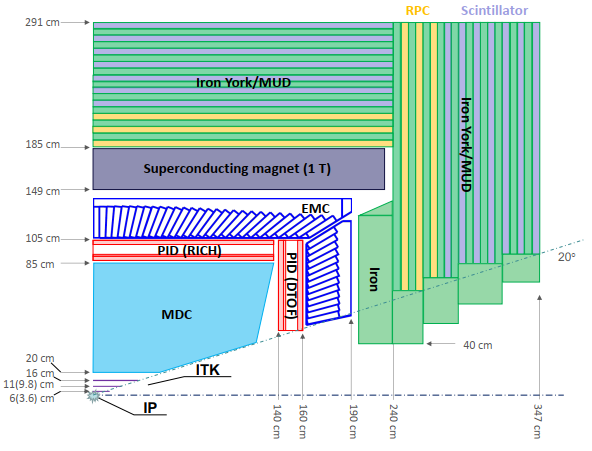 RPC Scintillator
291 cm
Iron York/MUD
Iron York/MUD
185 cm
Superconducting magnet (1 T)
149 cm
EMC
105 cm
PID (RICH)
PID (DTOF)
85 cm
20°
Iron
MDC
40 cm
20 cm
16 cm
ITK
11(9.8) cm
6(3.6) cm
IP
140 cm
160 cm
190 cm
240 cm
347 cm